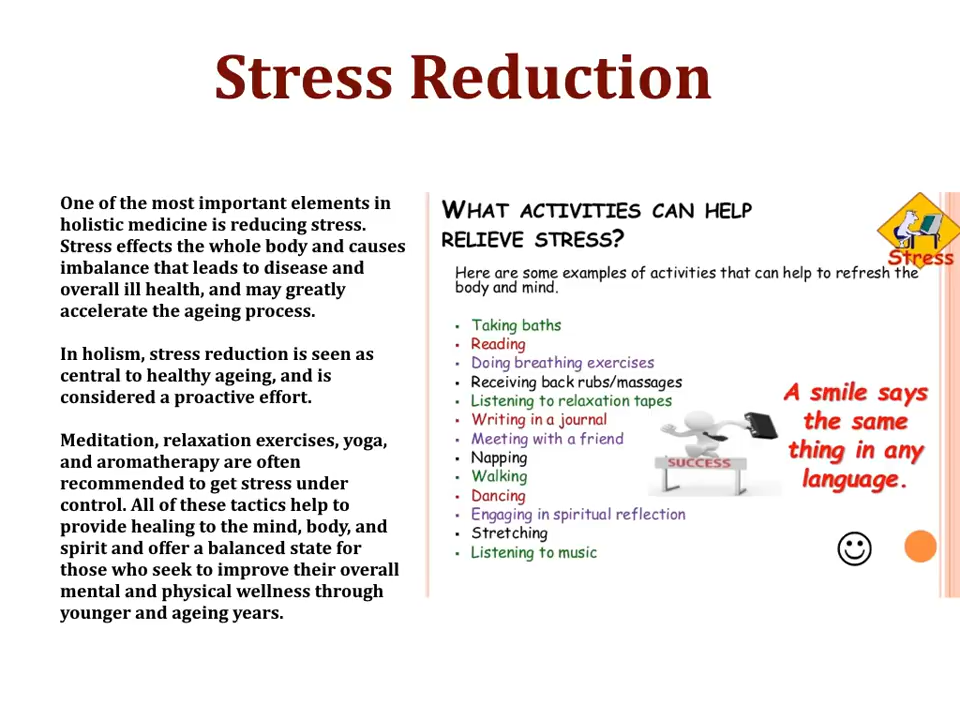 Stress Reduction
One of the most important elements in
holistic medicine is reducing stress.
Stress effects the whole body and causes
imbalance that leads to disease and
overall ill health, and may greatly
accelerate the ageing process.
In holism, stress reduction is seen as
central to healthy ageing, and is
considered a proactive effort.
Meditation, relaxation exercises, yoga,
and aromatherapy are often
recommended to get stress under
control. All of these tactics help to
provide healing to the mind, body, and
spirit and offer a balanced state for
those who seek to improve their overall
mental and physical wellness through
younger and ageing years.
WHAT ACTIVITIES CAN HELP
RELIEVE STRESS?
Stress
Here are some examples of activities that can help to refresh the
body and mind.
▪ Taking baths
▪ Reading
▪ Doing breathing exercises
▪ Receiving back rubs/massages
▪ Listening to relaxation tapes
▪ Writing in a journal
▪ Meeting with a friend
▪ Napping
▪ Walking
▪ Dancing
▪ Engaging in spiritual reflection
▪ Stretching
▪ Listening to music
SUCCESS
A smile says
the same
thing in any
language.